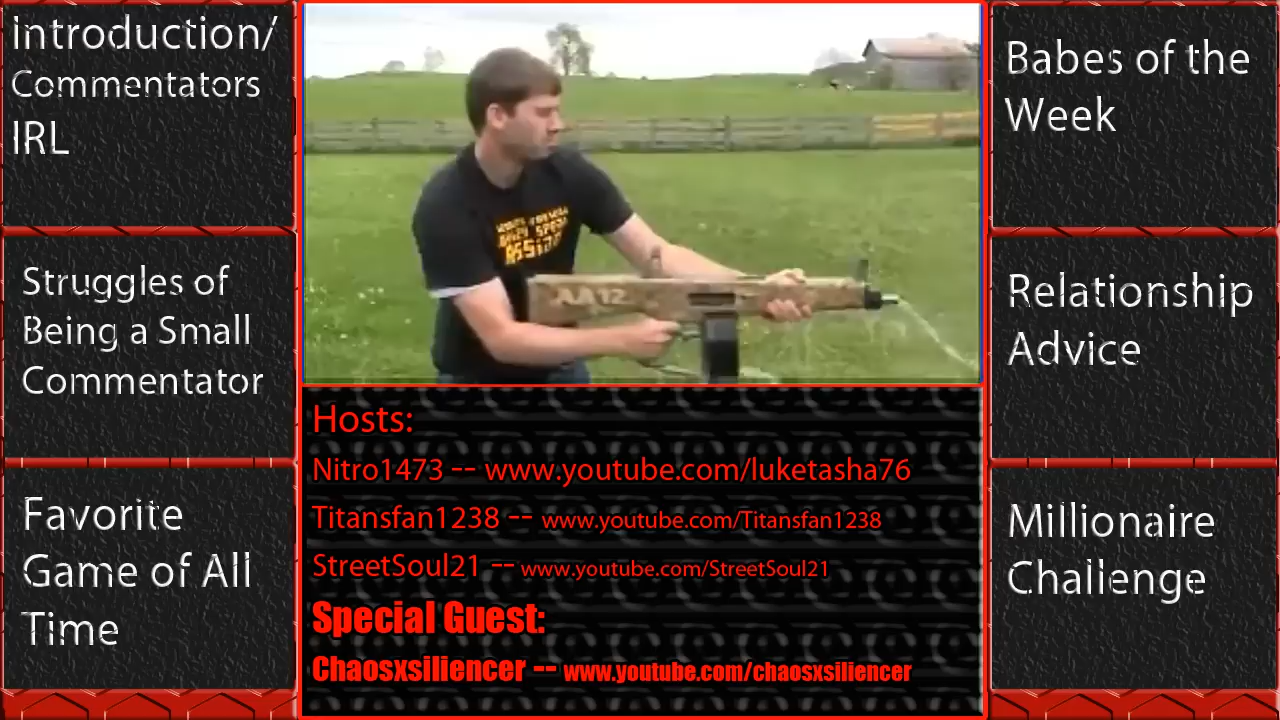 Introduction/
Commentators
IRL
Struggles of
Being a Small
Commentator
Favorite
Game of All
Time
AA12
Hosts:
Nitro1473 -- www.youtube.com/luketasha76
Titansfan1238 -- www.youtube.com/Titansfan1238
StreetSoul21 -- www.youtube.com/StreetSoul21
Special Guest:
Chaosxsiliencer -- www.youtube.com/chaosxsiliencer
Babes of the
Week
Relationship
Advice
Millionaire
Challenge